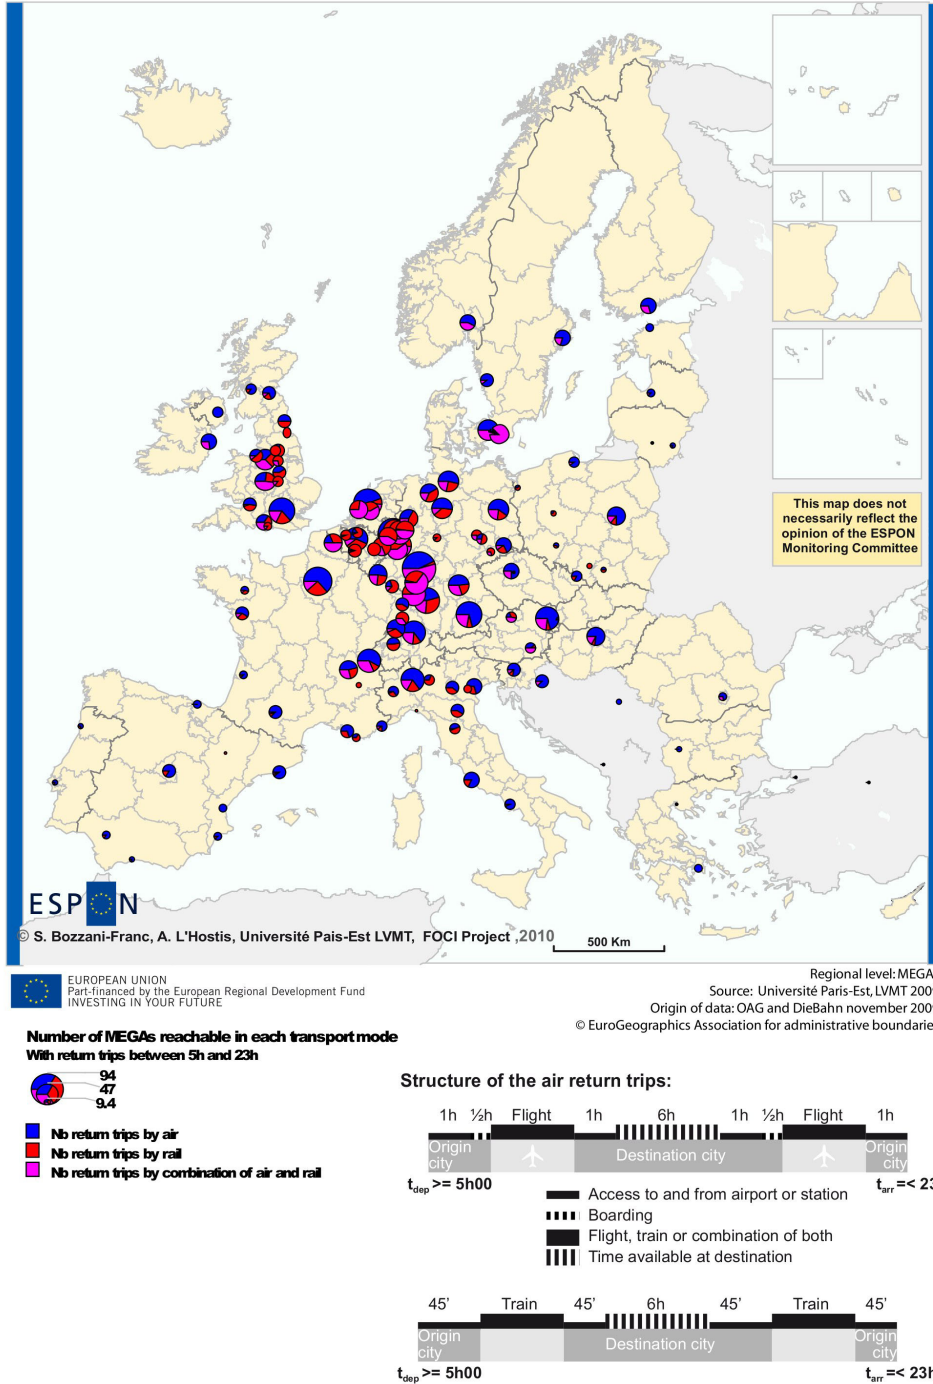 This map does not
necessarily reflect the
opinion of the ESPON
Monitoring Committee
ESPON
© S. Bozzani-Franc, A. L'Hostis, Université Pais-Est LVMT, FOCI Project ,2010
500 Km
EUROPEAN UNION
Part-financed by the European Regional Development Fund
INVESTING IN YOUR FUTURE
Regional level: MEGA
Source: Université Paris-Est, LVMT 200
Origin of data: OAG and DieBahn november 200
© EuroGeographics Association for administrative boundarie
Number of MEGAs reachable in each transport mode
With return trips between 5h and 23h
94
47
9.4
Nb return trips by air
Nb return trips by rail
Nb return trips by combination of air and rail
Structure of the air return trips:
1h ½h Flight 1h 6h 1h ½h Flight 1h
Origin city Destination city Origin city
tdep >= 5h00 tarr =< 23
Access to and from airport or station
Boarding
Flight, train or combination of both
Time available at destination
45' Train 45' 6h 45' Train 45'
Origin city Destination city Origin city
tdep >= 5h00 tarr =< 23h